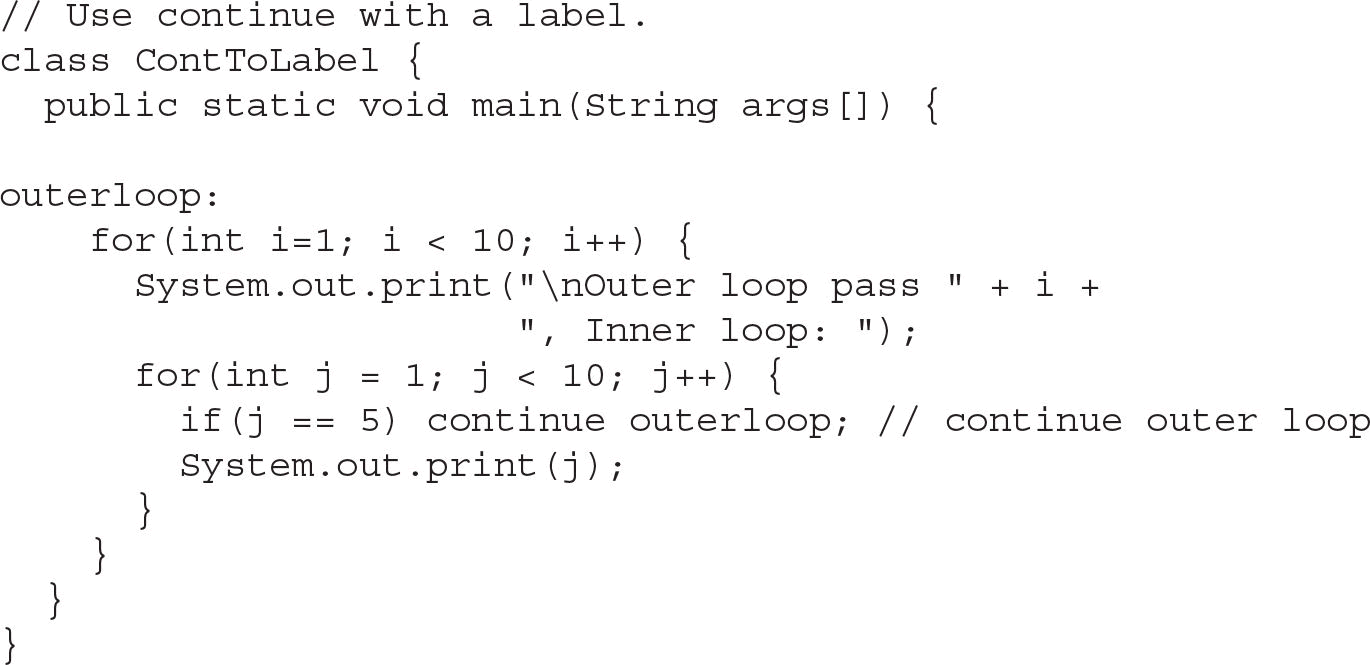 // Use continue with a label.
class ContToLabel {
  public static void main(String args[]) {

outerloop:
    for(int i=1; i < 10; i++) {
      System.out.print("\nOuter loop pass " + i +
                       ", Inner loop: ");
      for(int j = 1; j < 10; j++) {
        if(j == 5) continue outerloop; // continue outer loop
        System.out.print(j);
      }
    }
  }
}